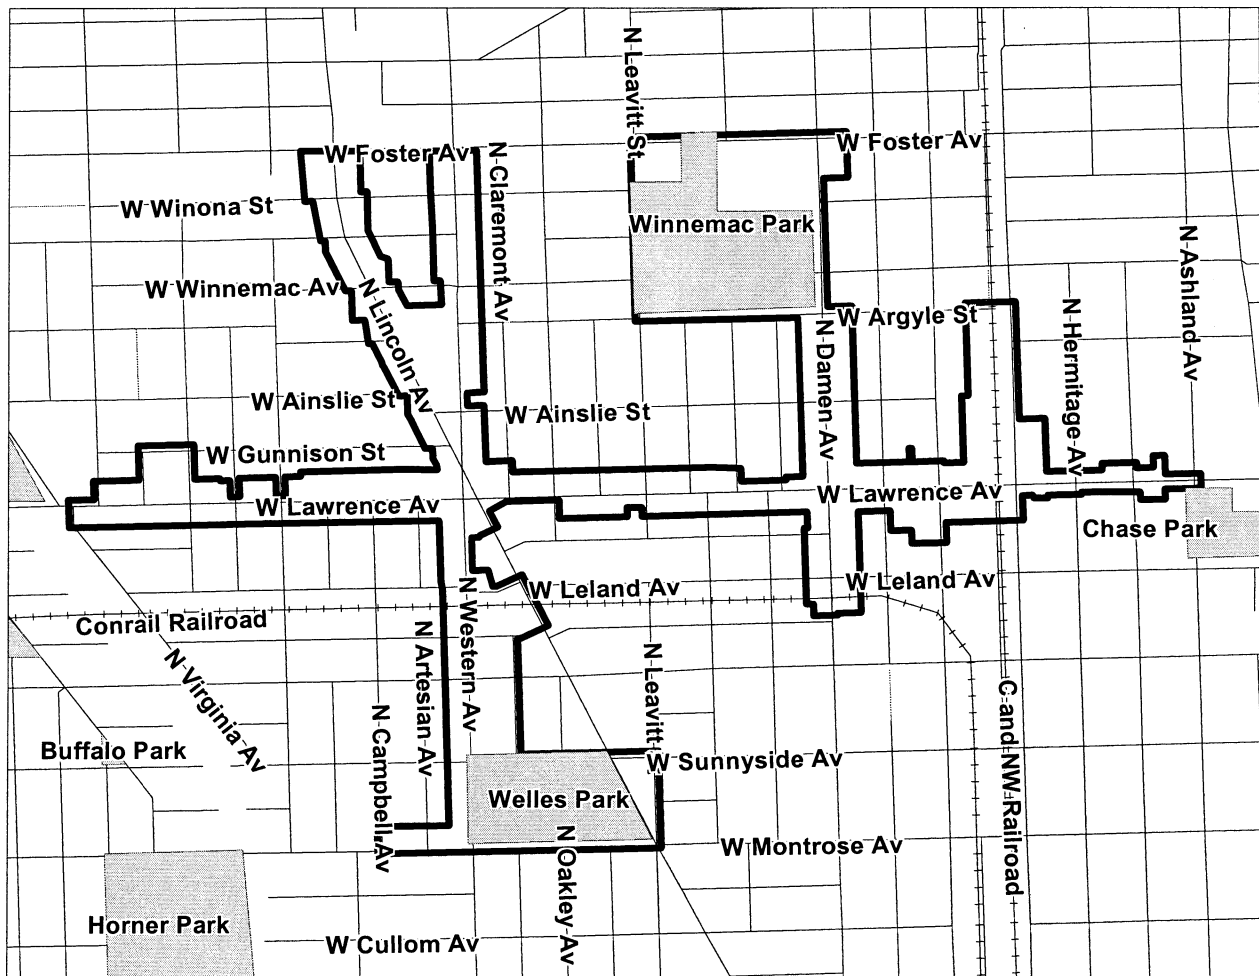 N Leavitt St
W Foster Av
W Foster Av
N Claremont Av
W Winona St
Winnemac Park
N Ashland Av
W Winnemac Av
N Lincoln Av
W Argyle St
N Hermitage Av
N Damen Av
W Ainslie St
W Ainslie St
W Gunnison St
W Lawrence Av
W Lawrence Av
Chase Park
W Leland Av
W Leland Av
N Western Av
Conrail Railroad
N Artesian Av
N Virginia Av
N Leavitt
C and NW Railroad
N Campbell Av
Buffalo Park
W Sunnyside Av
Welles Park
N Oakley Av
W Montrose Av
Horner Park
W Cullom Av